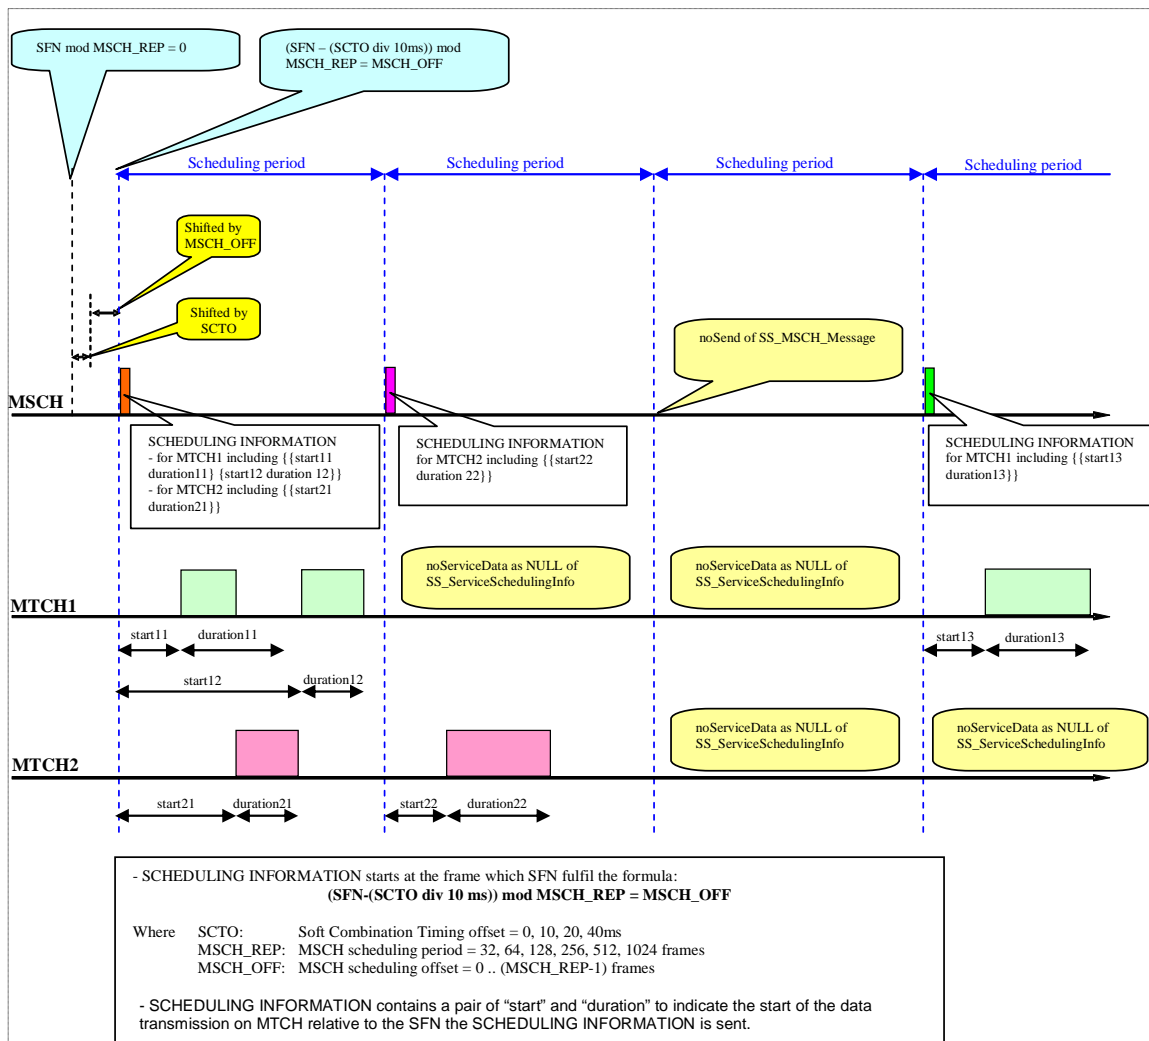 SFN mod MSCH_REP = 0
(SFN – (SCTO div 10ms)) mod
MSCH_REP = MSCH_OFF
Scheduling period
Scheduling period
Scheduling period
Scheduling period
Shifted by
MSCH_OFF
Shifted by
SCTO
noSend of SS_MSCH_Message
MSCH
SCHEDULING INFORMATION
- for MTCH1 including {{start11
duration11} {start12 duration 12}}
- for MTCH2 including {{start21
duration21}}
SCHEDULING INFORMATION
for MTCH2 including {{start22
duration 22}}
SCHEDULING INFORMATION
for MTCH1 including {{start13
duration13}}
noServiceData as NULL of
SS_ServiceSchedulingInfo
noServiceData as NULL of
SS_ServiceSchedulingInfo
MTCH1
start11
duration11
start13
duration13
start12
duration12
noServiceData as NULL of
SS_ServiceSchedulingInfo
noServiceData as NULL of
SS_ServiceSchedulingInfo
MTCH2
start21
duration21
start22
duration22
- SCHEDULING INFORMATION starts at the frame which SFN fulfil the formula:
(SFN-(SCTO div 10 ms)) mod MSCH_REP = MSCH_OFF
Where SCTO: Soft Combination Timing offset = 0, 10, 20, 40ms
MSCH_REP: MSCH scheduling period = 32, 64, 128, 256, 512, 1024 frames
MSCH_OFF: MSCH scheduling offset = 0 .. (MSCH_REP-1) frames
- SCHEDULING INFORMATION contains a pair of “start” and “duration” to indicate the start of the data
transmission on MTCH relative to the SFN the SCHEDULING INFORMATION is sent.